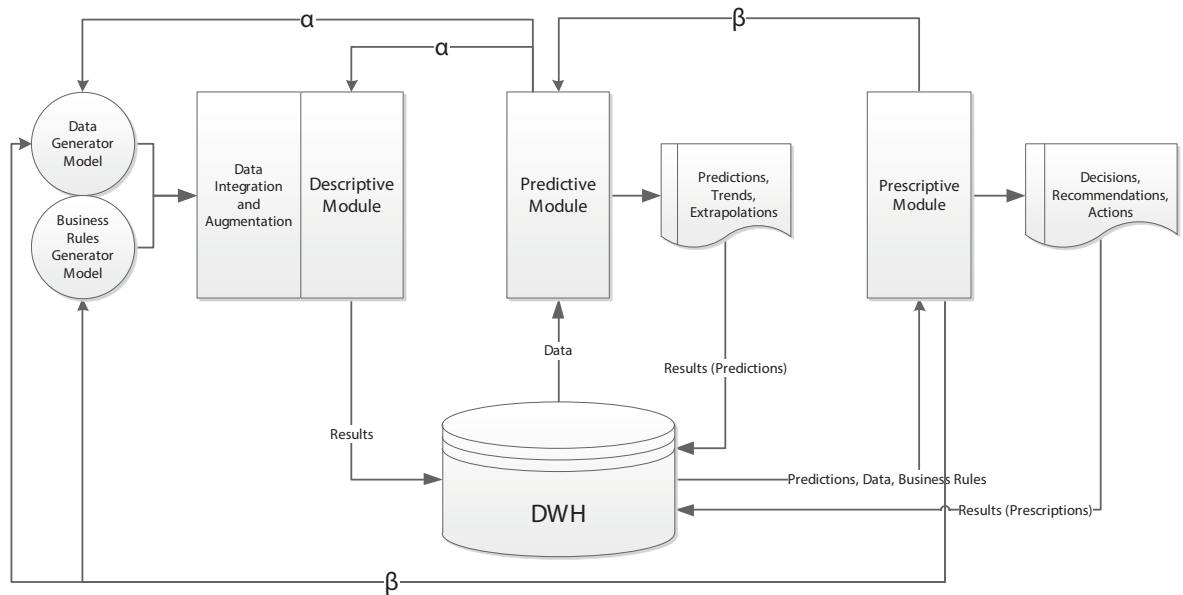 α
α
β
Data
Generator
Model
Business
Rules
Generator
Model
Data
Integration
and
Augmentation
Descriptive
Module
Predictive
Module
Predictions,
Trends,
Extrapolations
Prescriptive
Module
Decisions,
Recommendations,
Actions
Data
Results (Predictions)
Results
Predictions, Data, Business Rules
DWH
Results (Prescriptions)
β